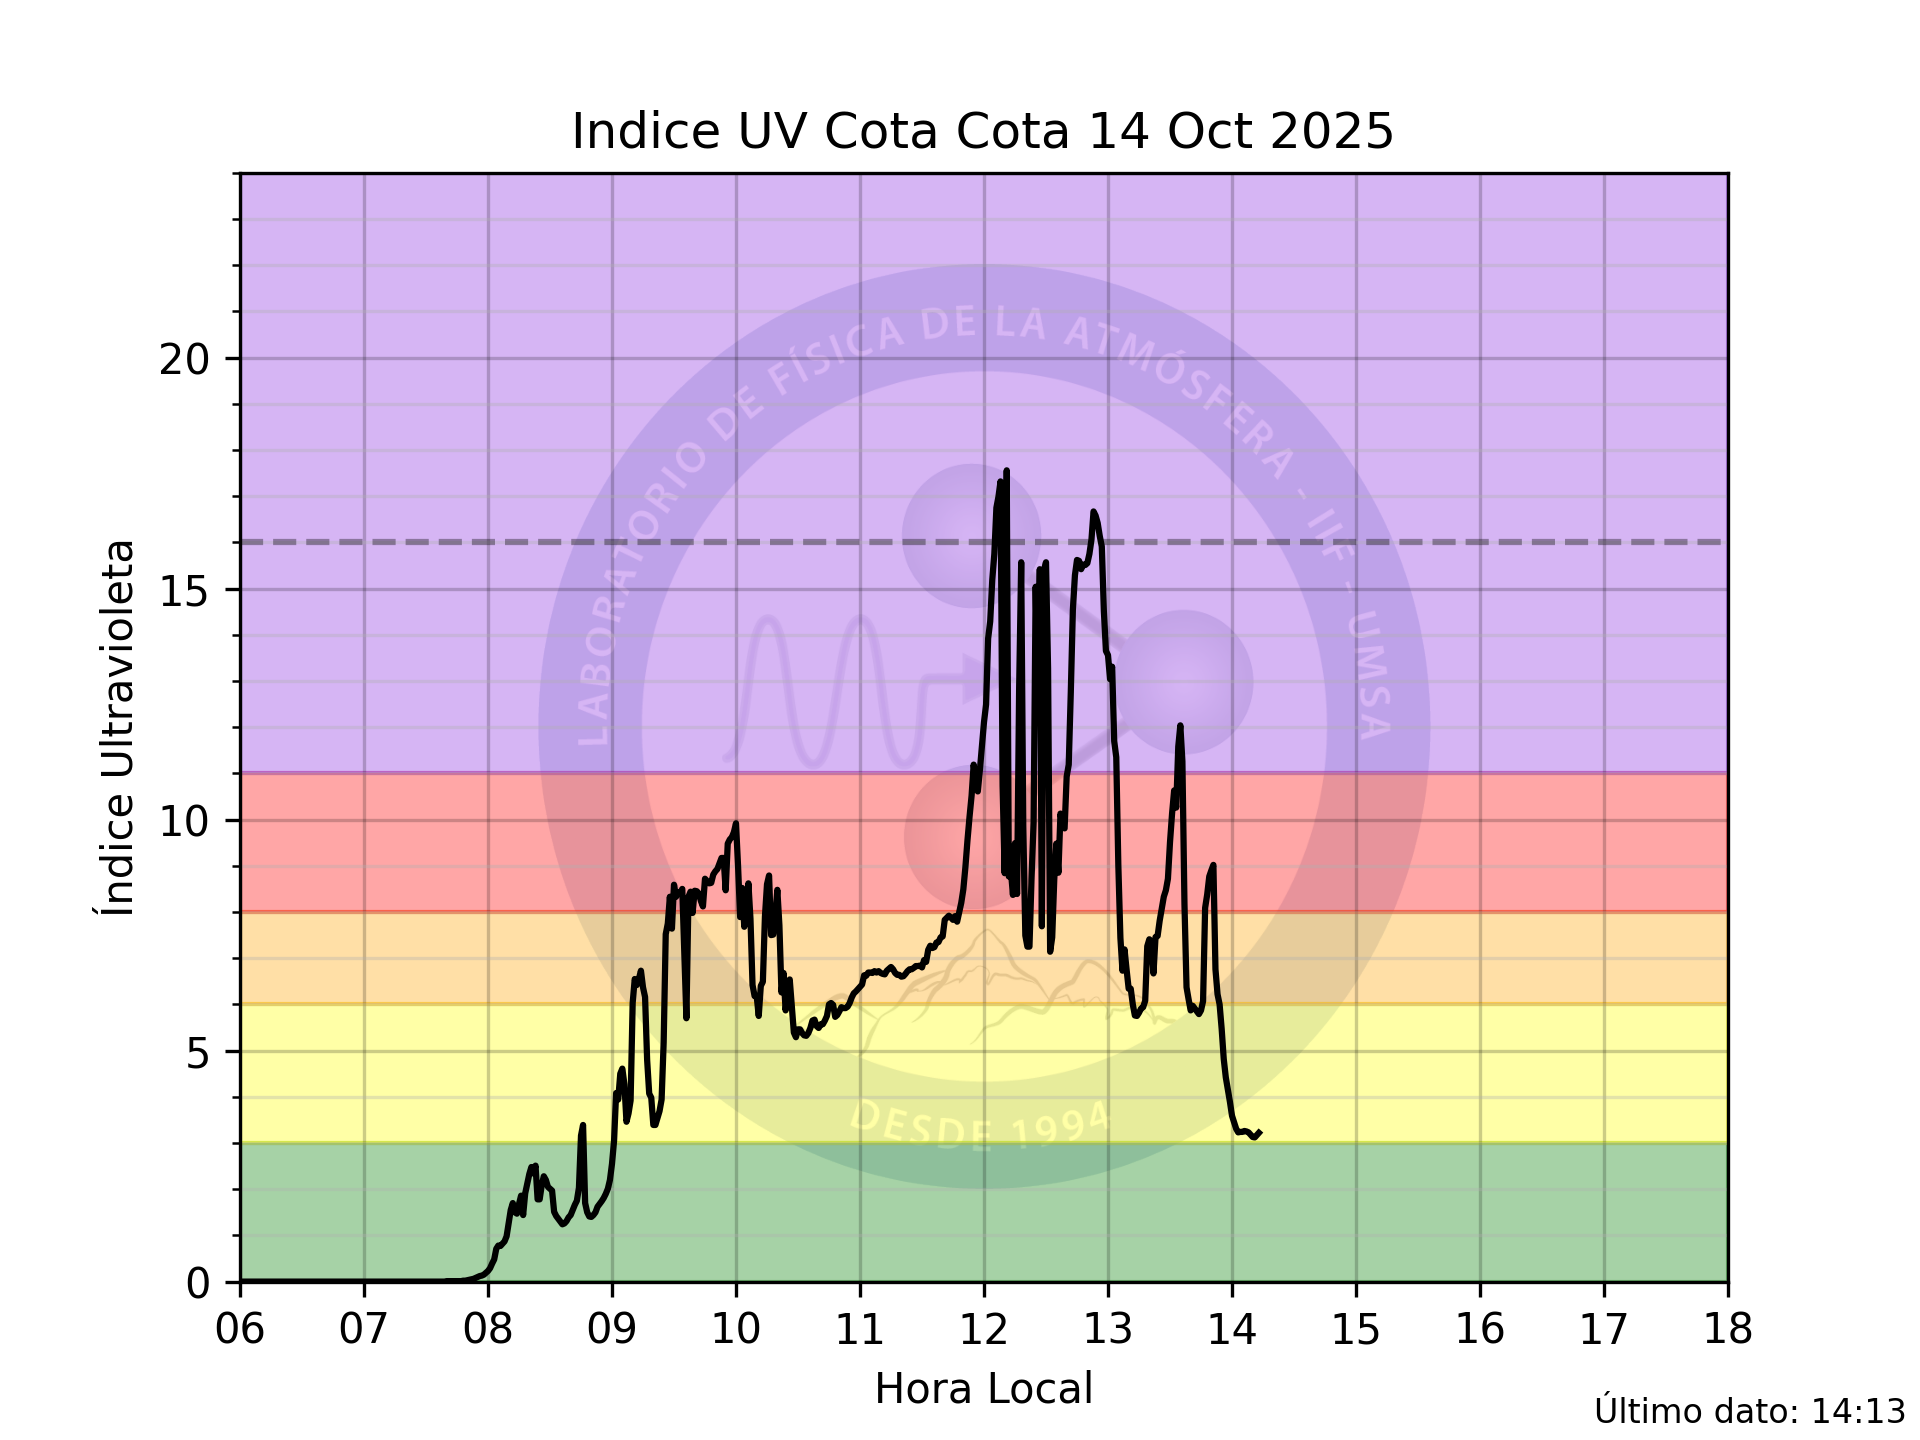 Indice UV Cota Cota 14 Oct 2025
Índice Ultravioleta
20
15
10
5
0
LABORATORIO DE FÍSICA DE LA ATMÓSFERA - IIF - UMSA
DESDE 1994
06 07 08 09 10 11 12 13 14 15 16 17 18
Hora Local
Último dato: 14:13